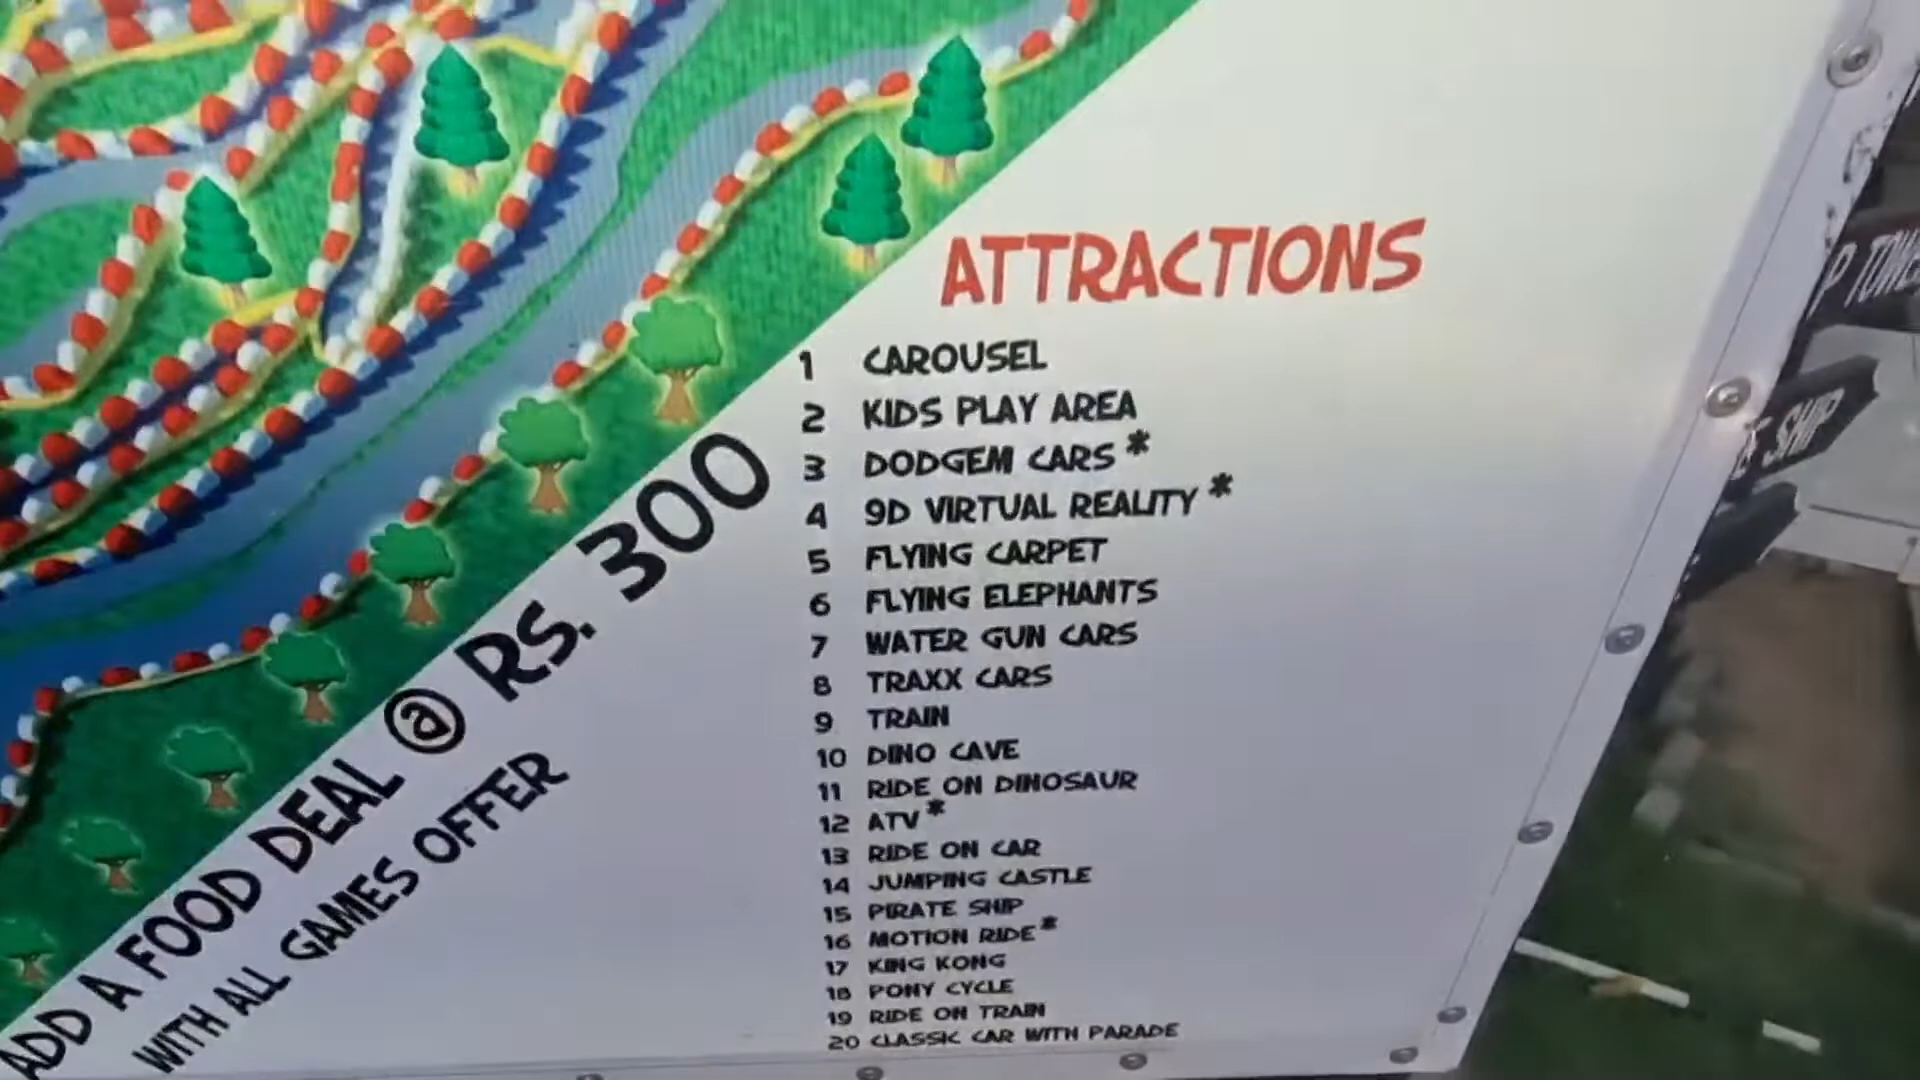 ATTRACTIONS
1 CAROUSEL
2 KIDS PLAY AREA
3 DODGEM CARS *
4 9D VIRTUAL REALITY *
5 FLYING CARPET
6 FLYING ELEPHANTS
7 WATER GUN CARS
8 TRAXX CARS
9 TRAIN
10 DINO CAVE
11 RIDE ON DINOSAUR
12 ATV *
13 RIDE ON CAR
14 JUMPING CASTLE
15 PIRATE SHIP
16 MOTION RIDE *
17 KING KONG
18 PONY CYCLE
19 RIDE ON TRAIN
20 CLASSIC CAR WITH PARADE
ADD A FOOD DEAL @ RS. 300
WITH ALL GAMES OFFER
SHIP